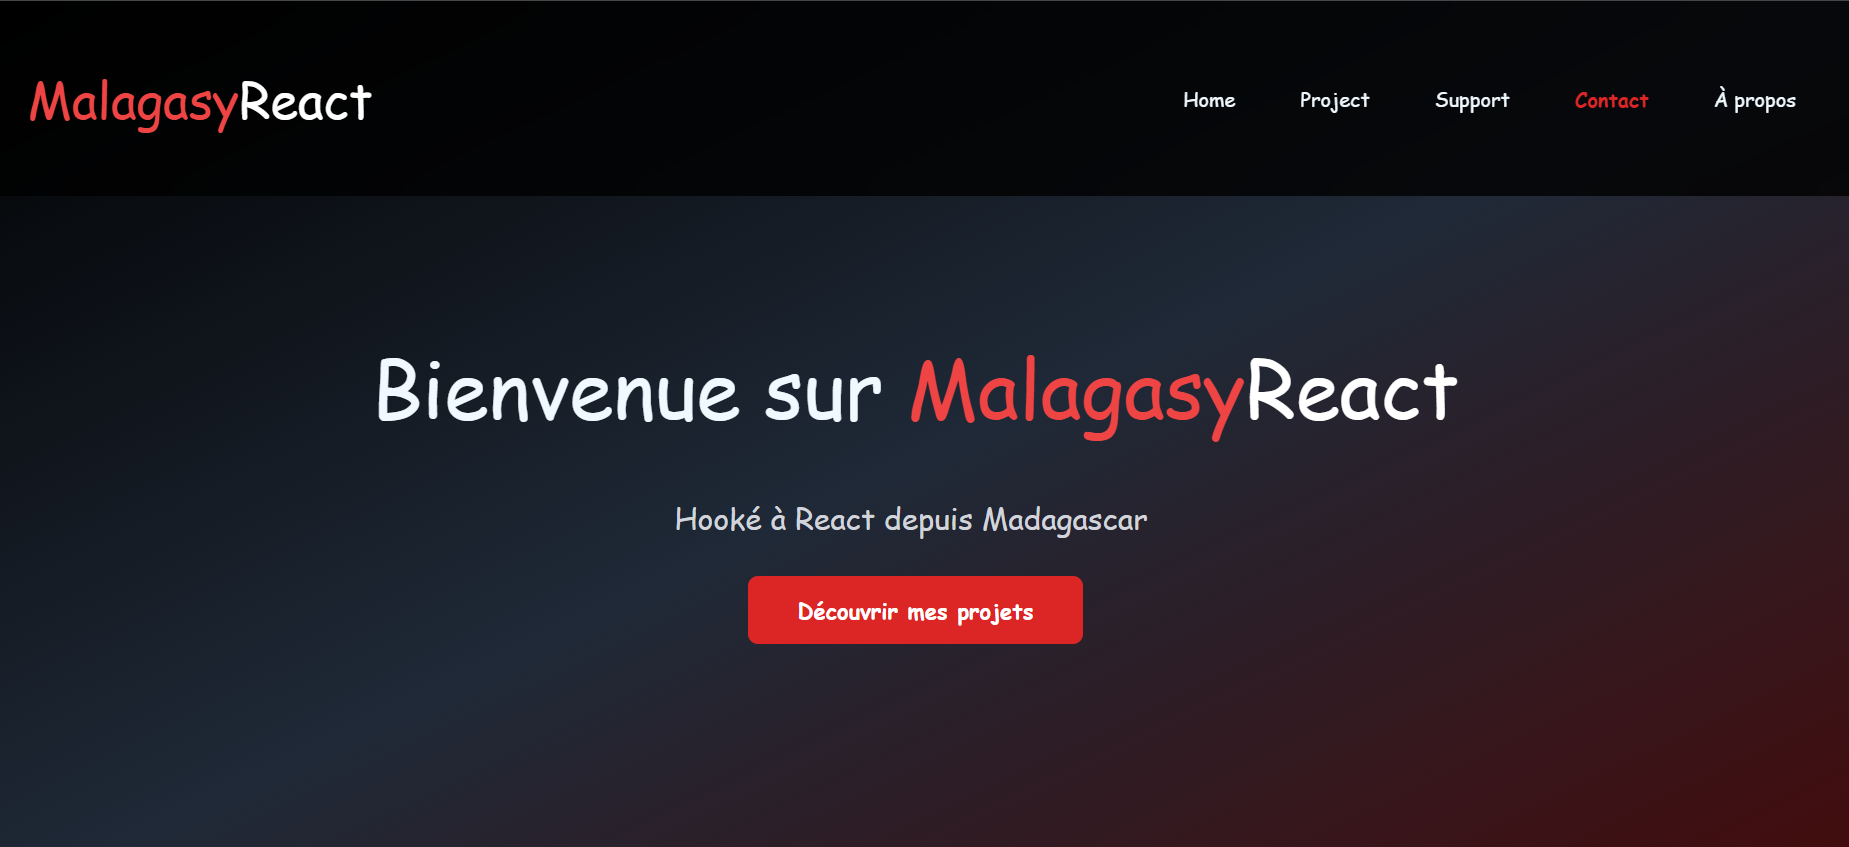 MalagasyReact
Home Project Support Contact À propos
Bienvenue sur MalagasyReact
Hooké à React depuis Madagascar
Découvrir mes projets